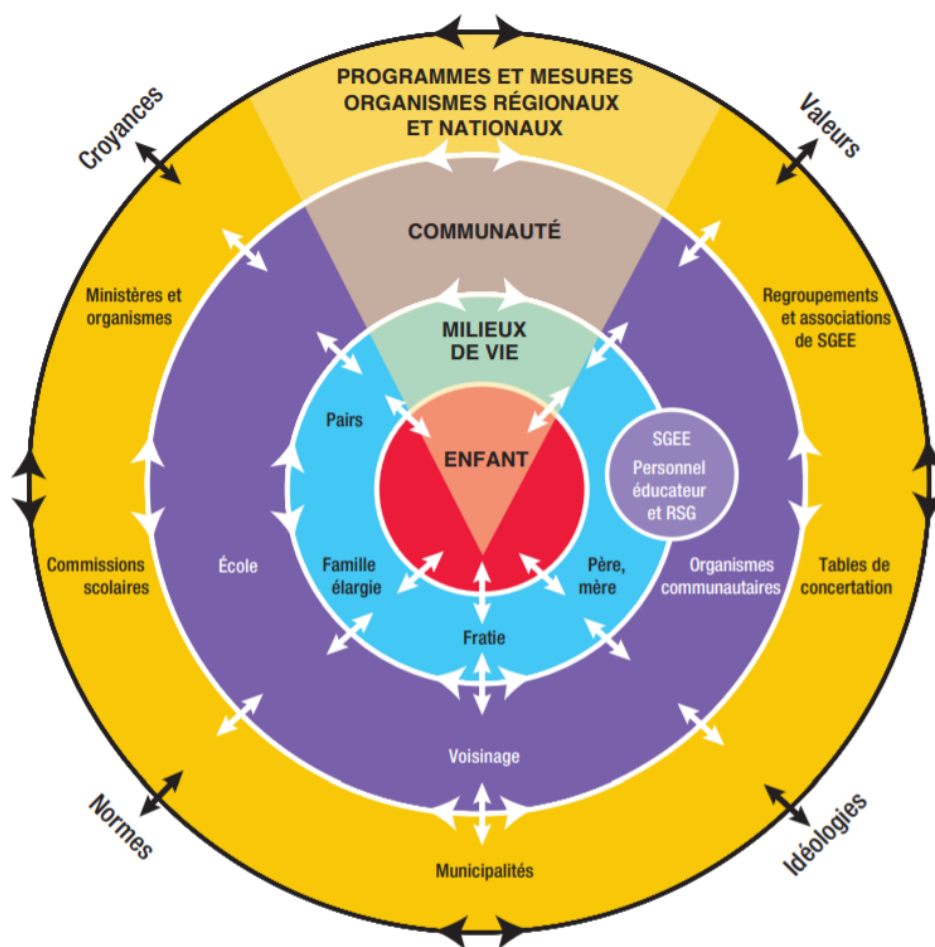 PROGRAMMES ET MESURES
ORGANISMES RÉGIONAUX
ET NATIONAUX
Croyances
Valeurs
COMMUNAUTÉ
Ministères et
organismes
Regroupements
et associations
de SGEE
MILIEUX
DE VIE
Pairs
ENFANT
SGEE
Personnel
éducateur
et RSG
Commissions
scolaires
École
Famille
élargie
Père,
mère
Organismes
communautaires
Tables de
concertation
Fratie
Voisinage
Normes
Idéologies
Municipalités